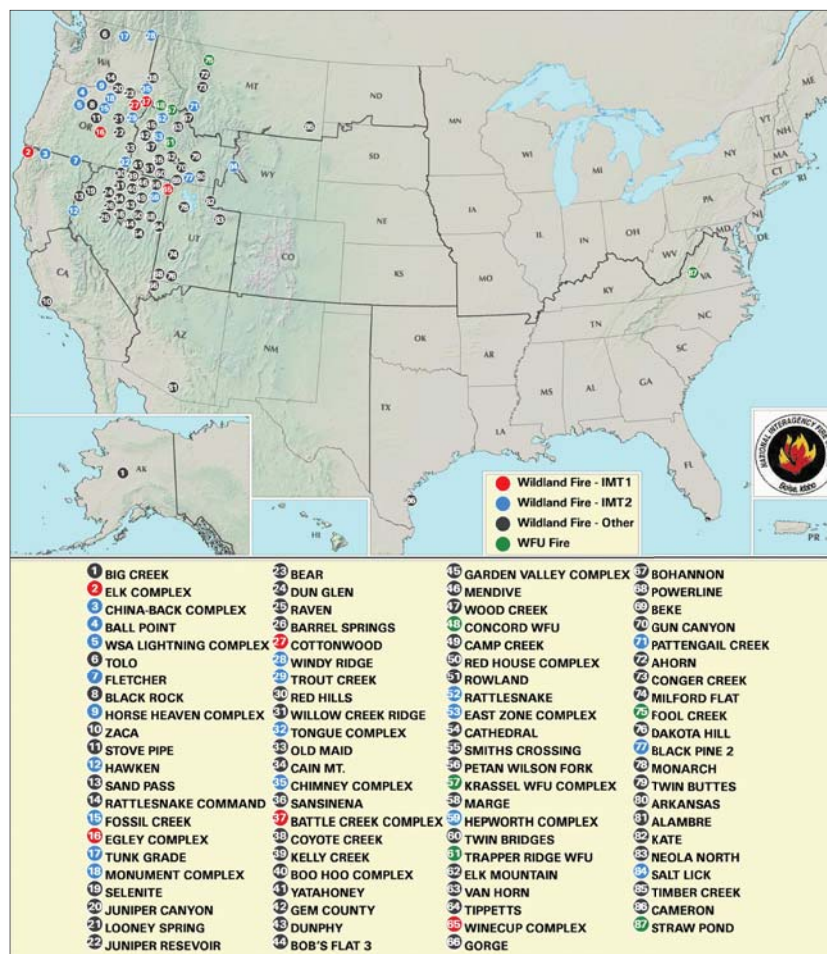 WA
MT
ND
MN
ME
VT
NH
OR
NY
MA
CT
RI
SD
WI
MI
WY
PA
NJ
IA
NE
MD
DE
OH
IN
IL
NV
UT
CO
WV
VA
CA
KS
MO
KY
NC
TN
OK
AZ
NM
AR
SC
MS
AL
GA
TX
LA
FL
AK
HI
PR
NATIONAL INTERAGENCY FIRE
Boise, Idaho
Wildland Fire - IMT1
Wildland Fire - IMT2
Wildland Fire - Other
WFU Fire
1 BIG CREEK
2 ELK COMPLEX
3 CHINA-BACK COMPLEX
4 BALL POINT
5 WSA LIGHTNING COMPLEX
6 TOLO
7 FLETCHER
8 BLACK ROCK
9 HORSE HEAVEN COMPLEX
10 ZACA
11 STOVE PIPE
12 HAWKEN
13 SAND PASS
14 RATTLESNAKE COMMAND
15 FOSSIL CREEK
16 EGLEY COMPLEX
17 TUNK GRADE
18 MONUMENT COMPLEX
19 SELENITE
20 JUNIPER CANYON
21 LOONEY SPRING
22 JUNIPER RESEVOIR
23 BEAR
24 DUN GLEN
25 RAVEN
26 BARREL SPRINGS
27 COTTONWOOD
28 WINDY RIDGE
29 TROUT CREEK
30 RED HILLS
31 WILLOW CREEK RIDGE
32 TONGUE COMPLEX
33 OLD MAID
34 CAIN MT.
35 CHIMNEY COMPLEX
36 SANSINENA
37 BATTLE CREEK COMPLEX
38 COYOTE CREEK
39 KELLY CREEK
40 BOO HOO COMPLEX
41 YATAHONEY
42 GEM COUNTY
43 DUNPHY
44 BOB'S FLAT 3
45 GARDEN VALLEY COMPLEX
46 MENDIVE
47 WOOD CREEK
48 CONCORD WFU
49 CAMP CREEK
50 RED HOUSE COMPLEX
51 ROWLAND
52 RATTLESNAKE
53 EAST ZONE COMPLEX
54 CATHEDRAL
55 SMITHS CROSSING
56 PETAN WILSON FORK
57 KRASSEL WFU COMPLEX
58 MARGE
59 HEPWORTH COMPLEX
60 TWIN BRIDGES
61 TRAPPER RIDGE WFU
62 ELK MOUNTAIN
63 VAN HORN
64 TIPPETTS
65 WINECUP COMPLEX
66 GORGE
67 BOHANNON
68 POWERLINE
69 BEKE
70 GUN CANYON
71 PATTENGAIL CREEK
72 AHORN
73 CONGER CREEK
74 MILFORD FLAT
75 FOOL CREEK
76 DAKOTA HILL
77 BLACK PINE 2
78 MONARCH
79 TWIN BUTTES
80 ARKANSAS
81 ALAMBRE
82 KATE
83 NEOLA NORTH
84 SALT LICK
85 TIMBER CREEK
86 CAMERON
87 STRAW POND